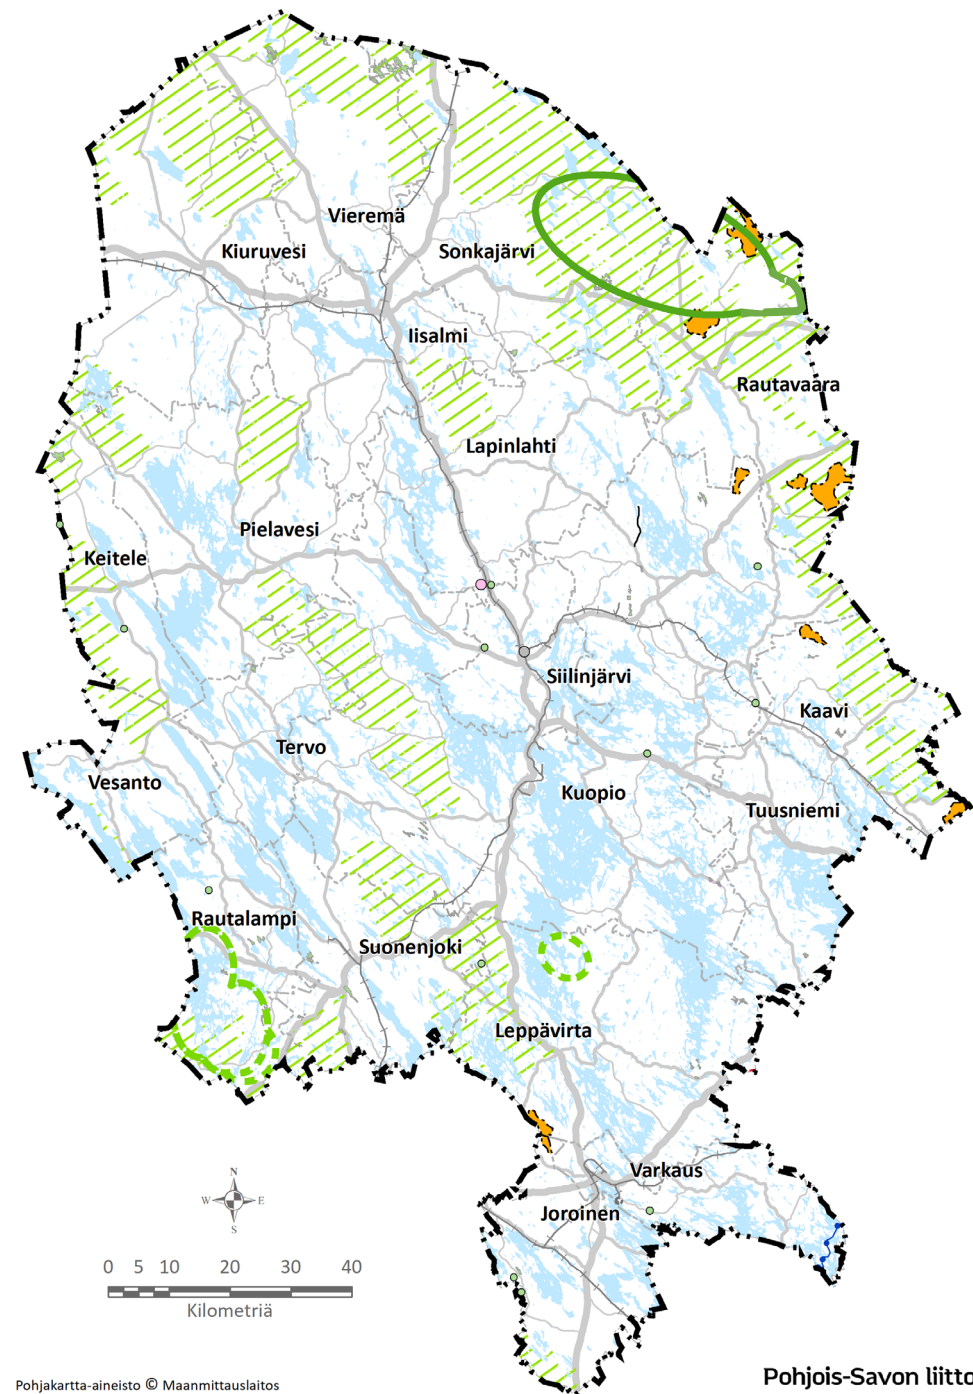 Vieremä
Kiuruvesi
Sonkajärvi
Iisalmi
Rautavaara
Lapinlahti
Pielavesi
Keitele
Siilinjärvi
Kaavi
Tervo
Vesanto
Kuopio
Tuusniemi
Rautalampi
Suonenjoki
Leppävirta
Varkaus
Joroinen
N
W E
S
0 5 10 20 30 40
Kilometriä
Pohjakartta-aineisto © Maanmittauslaitos
Pohjois-Savon liitto